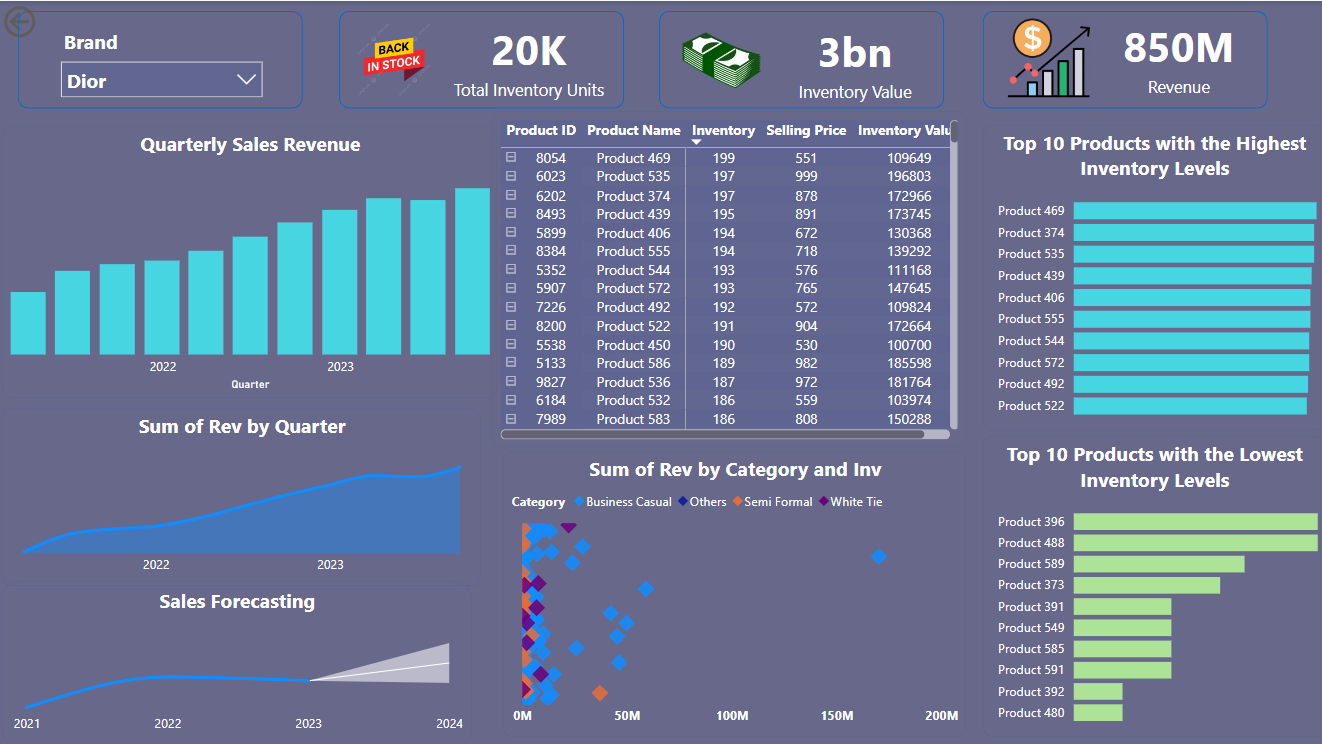 Brand
Dior
BACK
IN STOCK
20K
Total Inventory Units
3bn
Inventory Value
$
850M
Revenue
Quarterly Sales Revenue
2022 2023
Quarter
Sum of Rev by Quarter
2022 2023
Sales Forecasting
2021 2022 2023 2024
Product ID Product Name Inventory Selling Price Inventory Valu
8054 Product 469 199 551 109649
6023 Product 535 197 999 196803
6202 Product 374 197 878 172966
8493 Product 439 195 891 173745
5899 Product 406 194 672 130368
8384 Product 555 194 718 139292
5352 Product 544 193 576 111168
5907 Product 572 193 765 147645
7226 Product 492 192 572 109824
8200 Product 522 191 904 172664
5538 Product 450 190 530 100700
5133 Product 586 189 982 185598
9827 Product 536 187 972 181764
6184 Product 532 186 559 103974
7989 Product 583 186 808 150288
Sum of Rev by Category and Inv
Category Business Casual Others Semi Formal White Tie
0M 50M 100M 150M 200M
Top 10 Products with the Highest
Inventory Levels
Product 469
Product 374
Product 535
Product 439
Product 406
Product 555
Product 544
Product 572
Product 492
Product 522
Top 10 Products with the Lowest
Inventory Levels
Product 396
Product 488
Product 589
Product 373
Product 391
Product 549
Product 585
Product 591
Product 392
Product 480